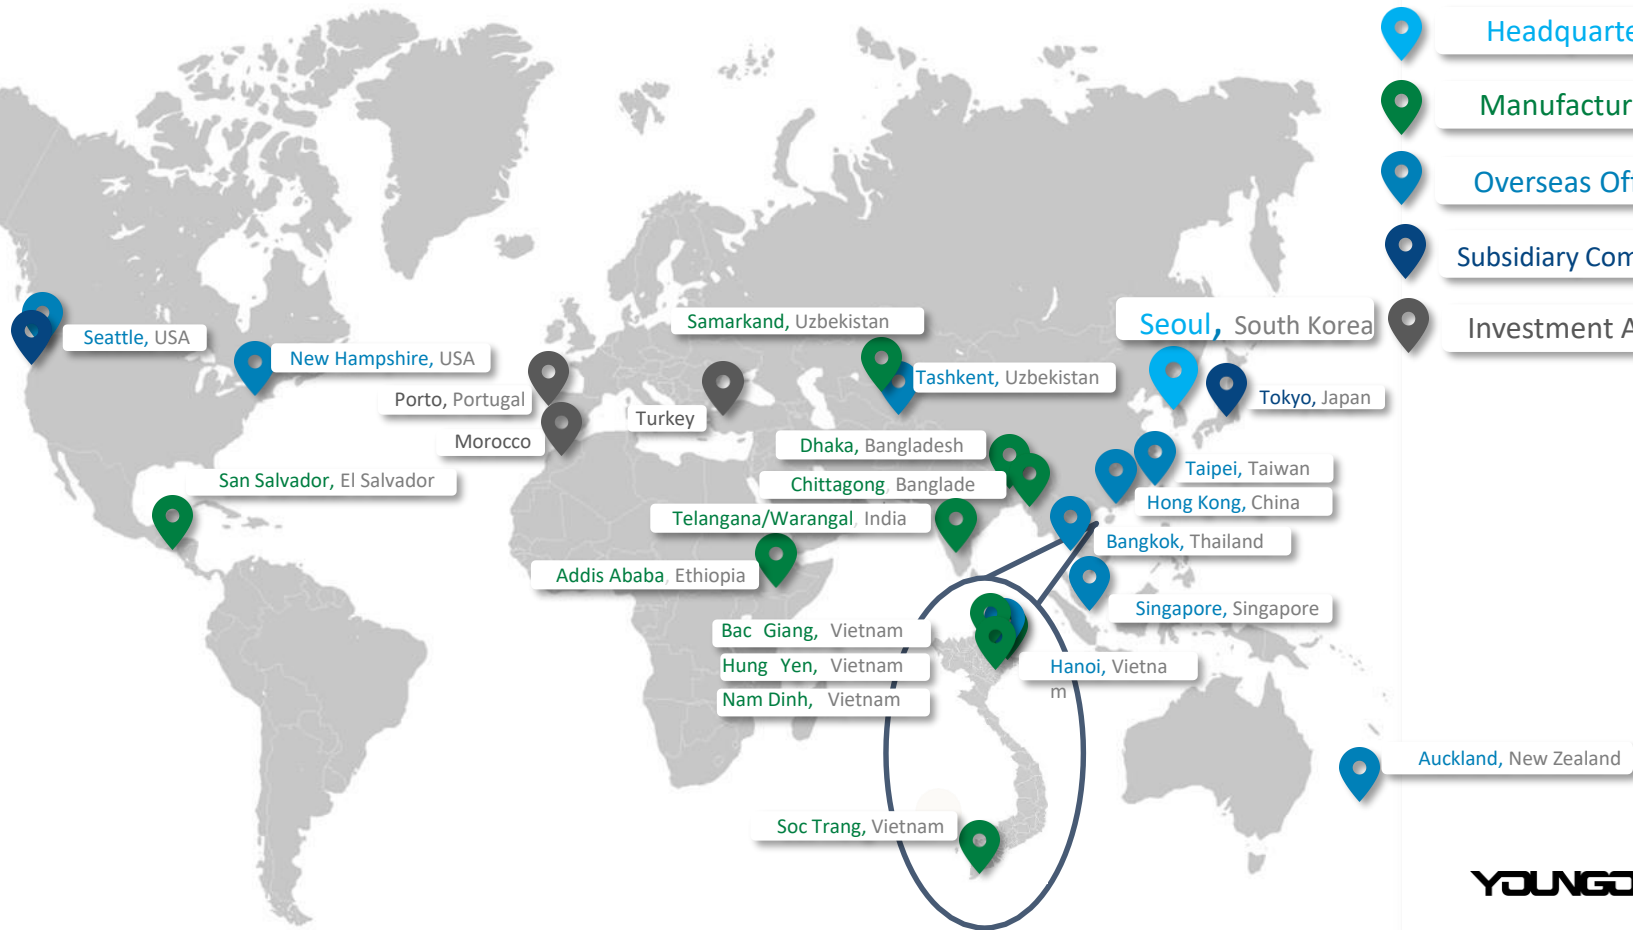 Headquarte
Manufactur
Overseas Off
Subsidiary Com
Investment A
Seoul, South Korea
Samarkand, Uzbekistan
Seattle, USA
New Hampshire, USA
Tashkent, Uzbekistan
Porto, Portugal
Tokyo, Japan
Turkey
Morocco
Dhaka, Bangladesh
Taipei, Taiwan
San Salvador, El Salvador
Chittagong, Banglade
Hong Kong, China
Telangana/Warangal, India
Bangkok, Thailand
Addis Ababa, Ethiopia
Singapore, Singapore
Bac Giang, Vietnam
Hung Yen, Vietnam
Hanoi, Vietna
m
Nam Dinh, Vietnam
Auckland, New Zealand
Soc Trang, Vietnam
YOUNGO